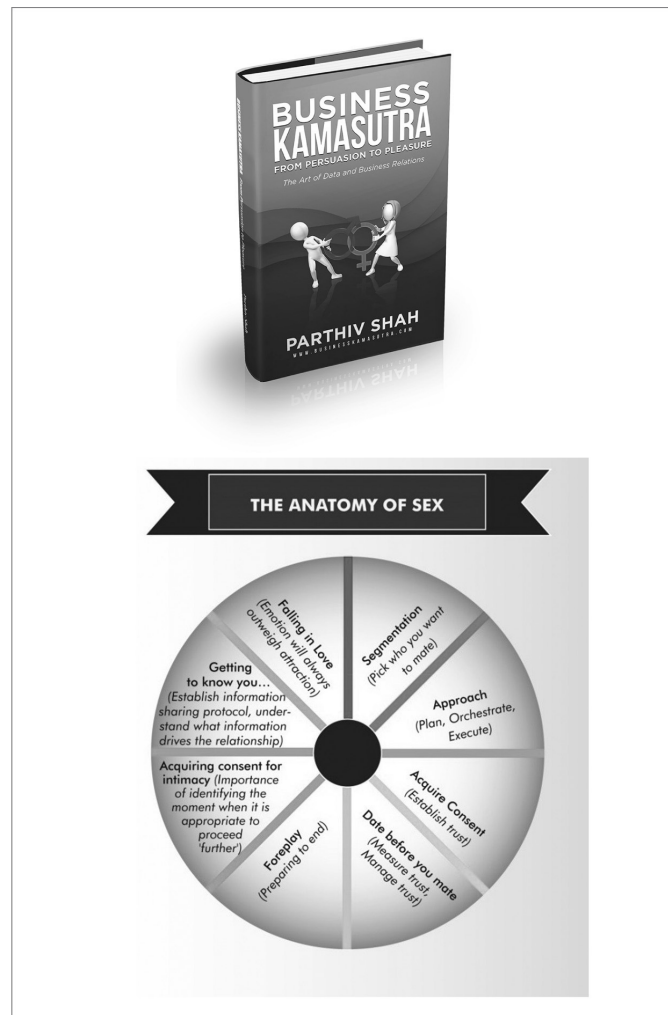 BUSINESS
KAMASUTRA
FROM PERSUASION TO PLEASURE
The Art of Data and Business Relations
PARTHIV SHAH
WWW.BUSINESSKAMASUTRA.COM
THE ANATOMY OF SEX
Segmentation
(Pick who you want
to mate)
Approach
(Plan, Orchestrate,
Execute)
Acquire Consent
(Establish trust)
Date before you mate
(Measure trust,
Manage trust)
Foreplay
(Preparing to end)
Acquiring consent for
intimacy (Importance
of identifying the
moment when it is
appropriate to
proceed
'further')
Getting
to know you...
(Establish information
sharing protocol, under-
stand what information
drives the relationship)
Falling in Love
(Emotion will always
outweigh attraction)